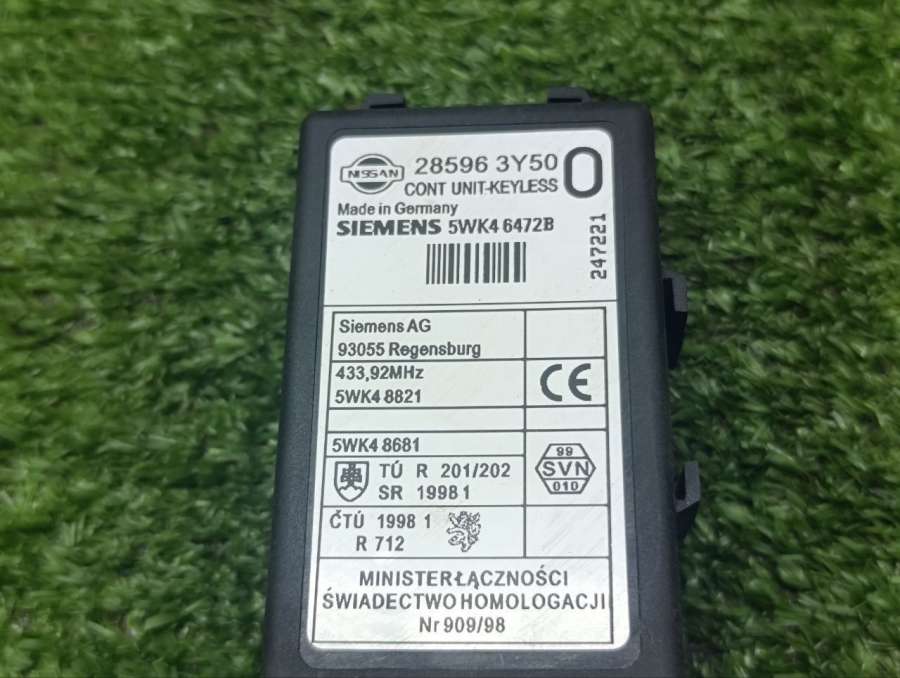 NISSAN 28596 3Y50 0
CONT UNIT-KEYLESS
Made in Germany
SIEMENS 5WK4 6472B
247221
Siemens AG
93055 Regensburg
433,92MHz
5WK4 8821
CE
5WK4 8681
TÚ R 201/202
SR 1998 1
99
SVN
010
ČTÚ 1998 1
R 712
MINISTER ŁĄCZNOŚCI
ŚWIADECTWO HOMOLOGACJI
Nr 909/98